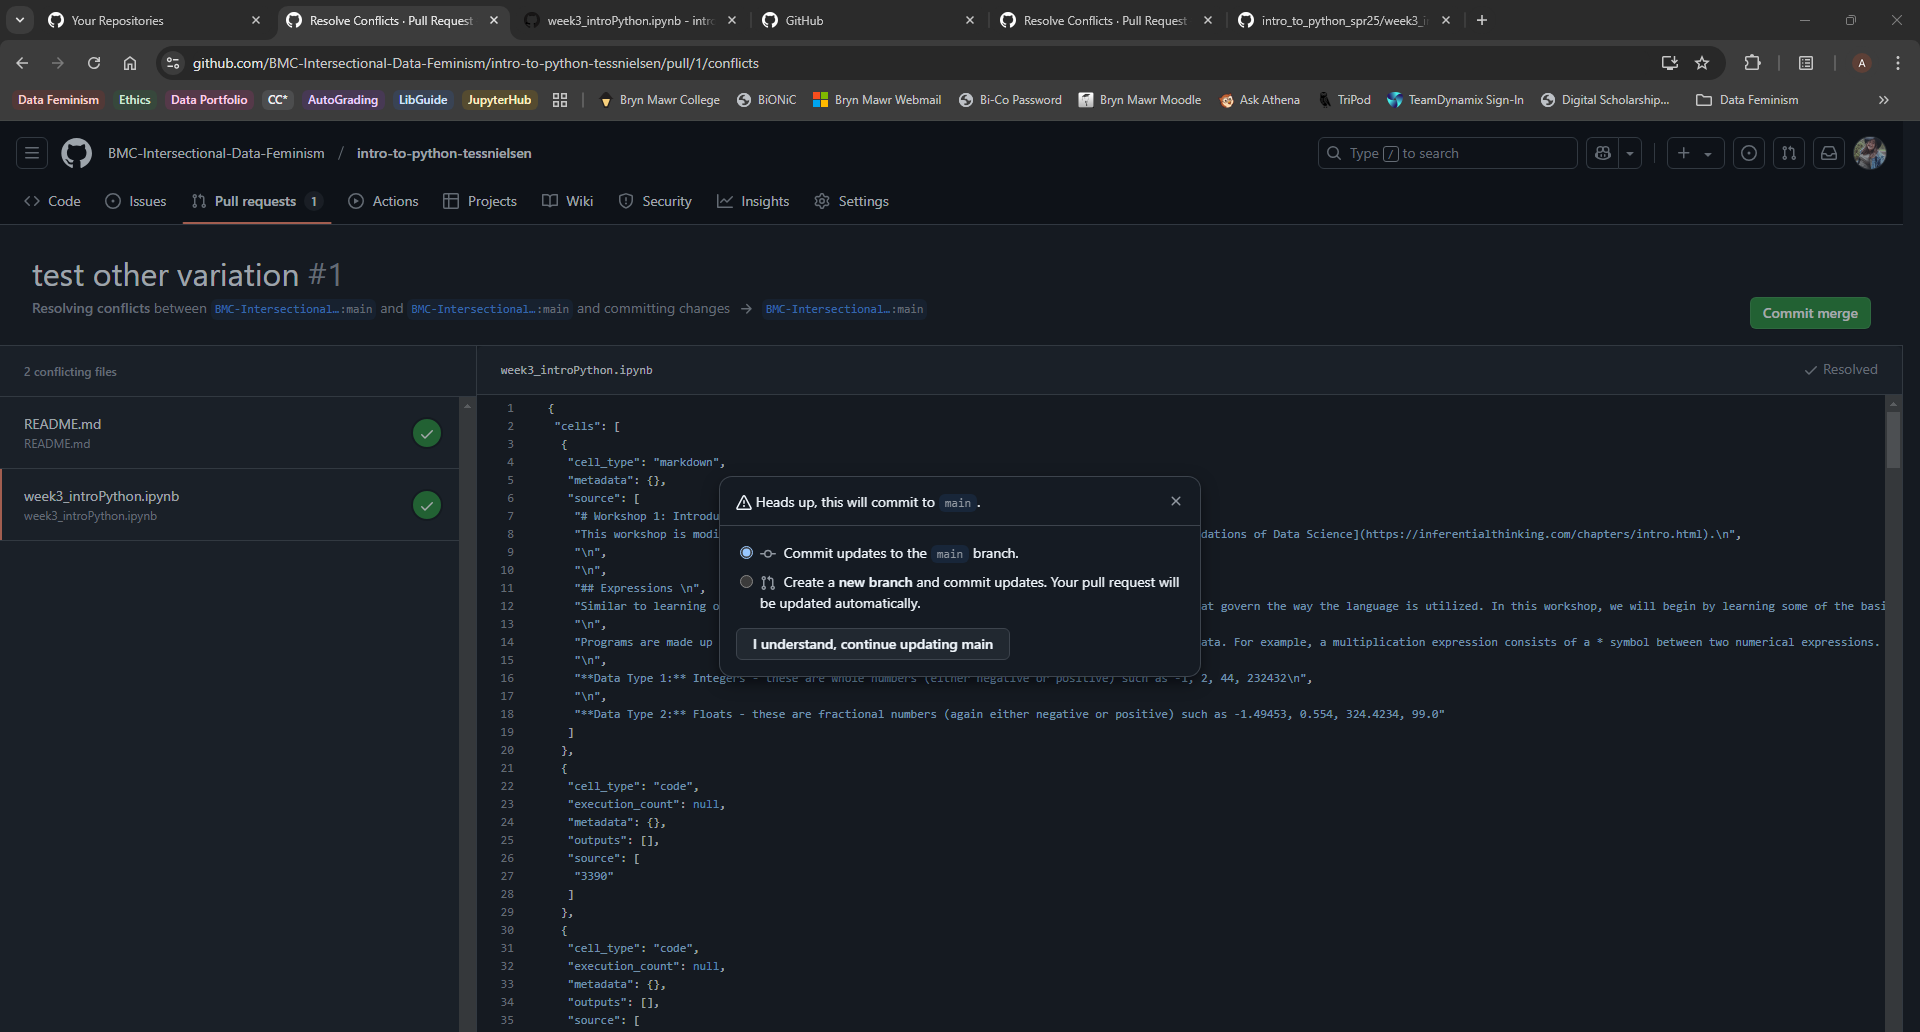 Your Repositories
Resolve Conflicts · Pull Request
week3_introPython.ipynb - intro
GitHub
Resolve Conflicts · Pull Request
intro_to_python_spr25/week3_i
github.com/BMC-Intersectional-Data-Feminism/intro-to-python-tessnielsen/pull/1/conflicts
A
Data Feminism Ethics Data Portfolio CC* AutoGrading LibGuide JupyterHub Bryn Mawr College BiONiC Bryn Mawr Webmail Bi-Co Password Bryn Mawr Moodle Ask Athena TriPod TeamDynamix Sign-In Digital Scholarship... Data Feminism »
BMC-Intersectional-Data-Feminism / intro-to-python-tessnielsen
Type / to search
Code Issues Pull requests 1 Actions Projects Wiki Security Insights Settings
test other variation #1
Resolving conflicts between BMC-Intersectional…:main and BMC-Intersectional…:main and committing changes → BMC-Intersectional…:main
Commit merge
2 conflicting files
README.md
README.md
week3_introPython.ipynb
week3_introPython.ipynb
week3_introPython.ipynb
Resolved
1 {
2 "cells": [
3 {
4 "cell_type": "markdown",
5 "metadata": {},
6 "source": [
7 "# Workshop 1: Introdu
8 "This workshop is modi dations of Data Science](https://inferentialthinking.com/chapters/intro.html).\n",
9 "\n",
10 "\n",
11 "## Expressions \n",
12 "Similar to learning o at govern the way the language is utilized. In this workshop, we will begin by learning some of the basi
13 "\n",
14 "Programs are made up ata. For example, a multiplication expression consists of a * symbol between two numerical expressions.
15 "\n",
16 "**Data Type 1:** Integers - these are whole numbers (either negative or positive) such as -1, 2, 44, 232432\n",
17 "\n",
18 "**Data Type 2:** Floats - these are fractional numbers (again either negative or positive) such as -1.49453, 0.554, 324.4234, 99.0"
19 ]
20 },
21 {
22 "cell_type": "code",
23 "execution_count": null,
24 "metadata": {},
25 "outputs": [],
26 "source": [
27 "3390"
28 ]
29 },
30 {
31 "cell_type": "code",
32 "execution_count": null,
33 "metadata": {},
34 "outputs": [],
35 "source": [
Heads up, this will commit to main.
Commit updates to the main branch.
Create a new branch and commit updates. Your pull request will
be updated automatically.
I understand, continue updating main